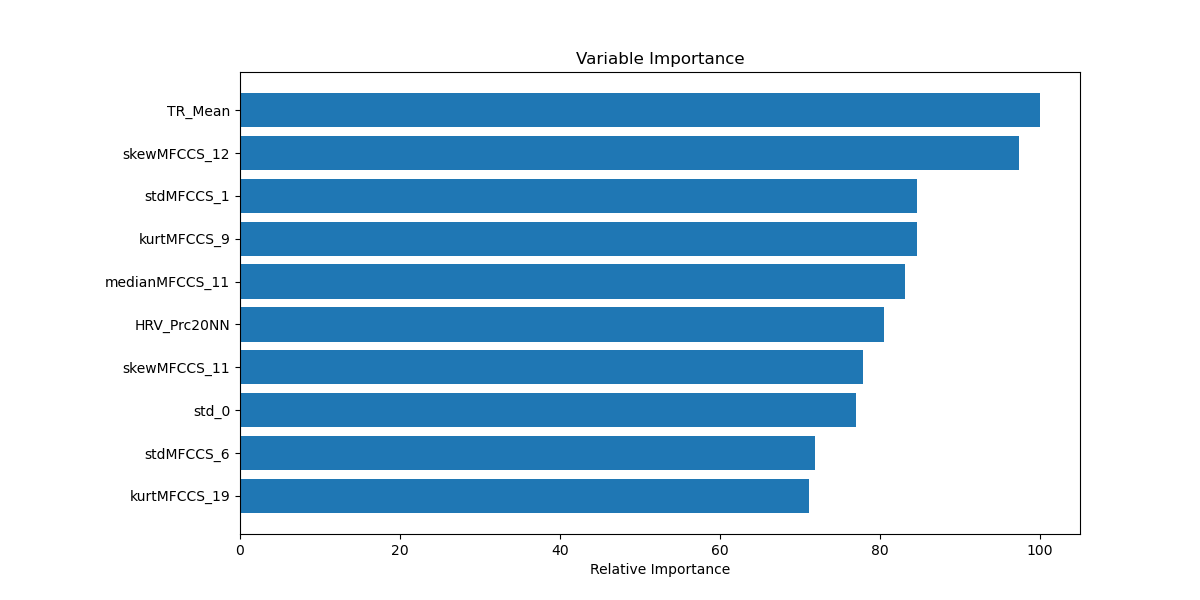 Variable Importance
TR_Mean
skewMFCCS_12
stdMFCCS_1
kurtMFCCS_9
medianMFCCS_11
HRV_Prc20NN
skewMFCCS_11
std_0
stdMFCCS_6
kurtMFCCS_19
0 20 40 60 80 100
Relative Importance